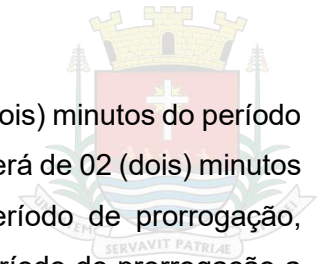 ois) minutos do período
erá de 02 (dois) minutos
eríodo de prorrogação,
SERVAVIT PATRIAE
ríodo de prorrogação a